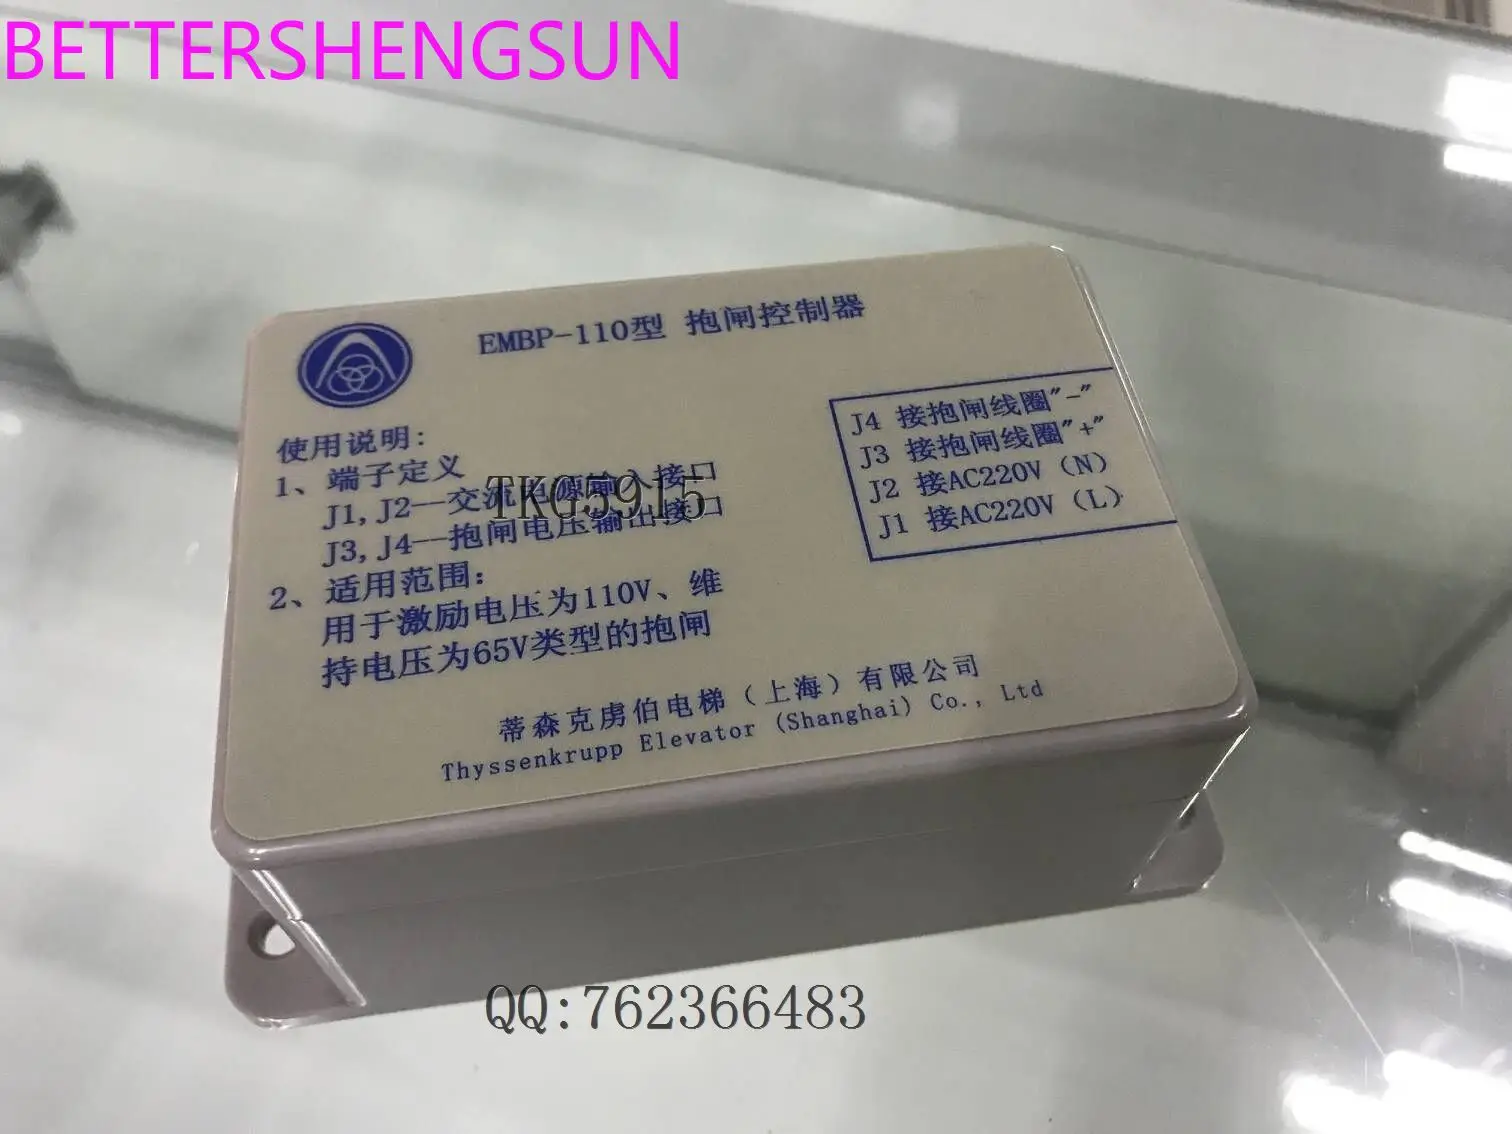 BETTERSHENGSUN
EMBP-110型 抱闸控制器
使用说明:
1、端子定义
J1,J2—交流电源输入接口
J3,J4—抱闸电压输出接口
2、适用范围:
用于激励电压为110V、维
持电压为65V类型的抱闸
J4 接抱闸线圈"-"
J3 接抱闸线圈"+"
J2 接AC220V（N）
J1 接AC220V（L）
TKG5915
蒂森克虏伯电梯（上海）有限公司
Thyssenkrupp Elevator (Shanghai) Co., Ltd
QQ:762366483